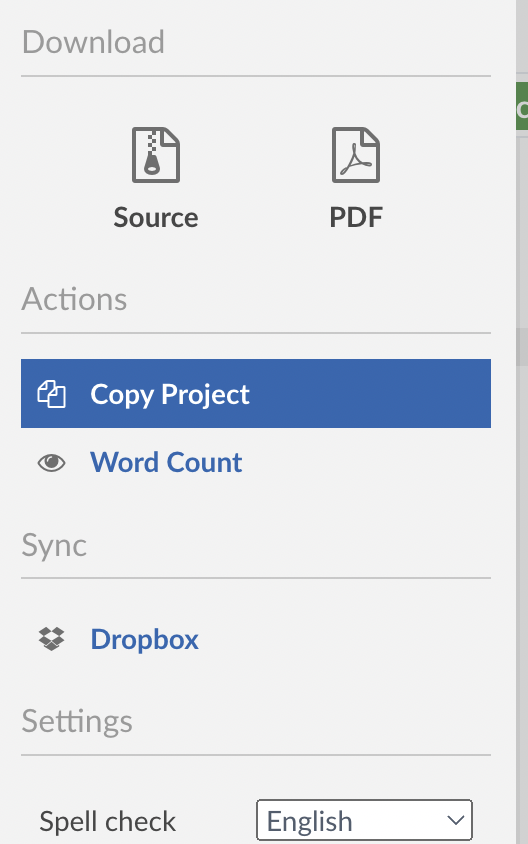 Download
Source PDF
Actions
Copy Project
Word Count
Sync
Dropbox
Settings
Spell check English